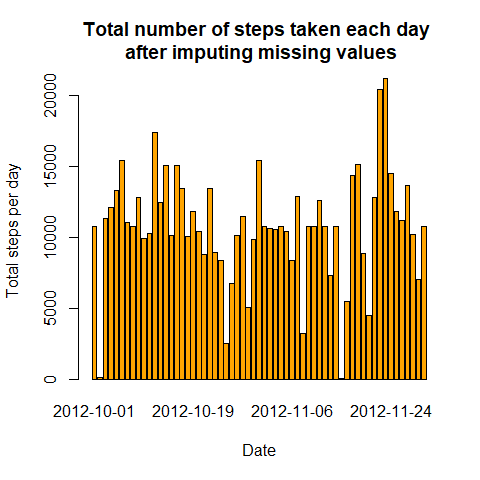 Total number of steps taken each day
after imputing missing values
Total steps per day
20000
15000
10000
5000
0
2012-10-01 2012-10-19 2012-11-06 2012-11-24
Date